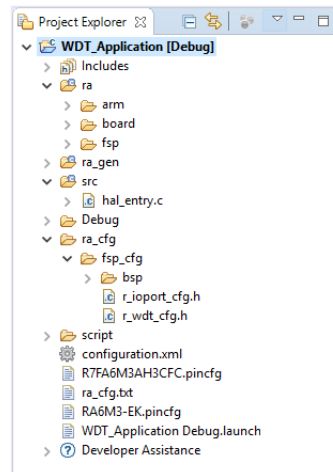 Project Explorer
WDT_Application [Debug]
Includes
ra
arm
board
fsp
ra_gen
src
hal_entry.c
Debug
ra_cfg
fsp_cfg
bsp
r_ioport_cfg.h
r_wdt_cfg.h
script
configuration.xml
R7FA6M3AH3CFC.pincfg
ra_cfg.txt
RA6M3-EK.pincfg
WDT_Application Debug.launch
Developer Assistance